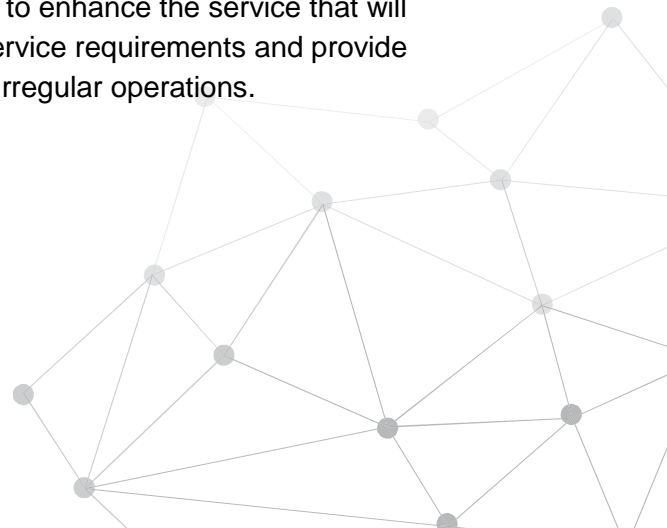 to enhance the service that will
ervice requirements and provide
rregular operations.